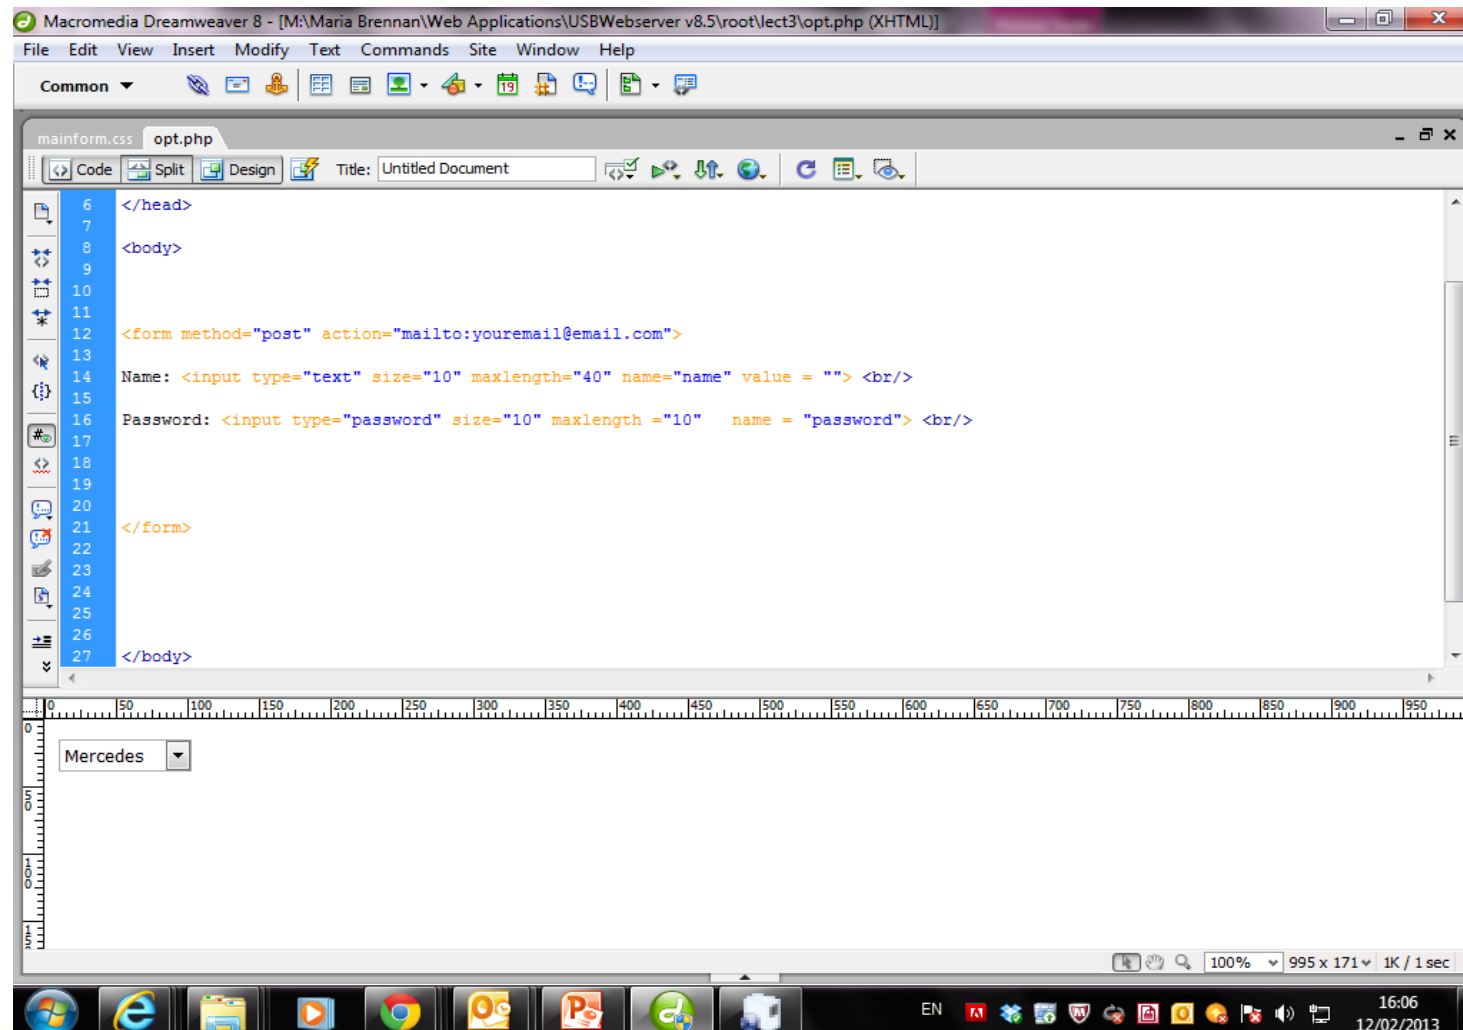 Macromedia Dreamweaver 8 - [M:\Maria Brennan\Web Applications\USBWebserver v8.5\root\lect3\opt.php (XHTML)]
File Edit View Insert Modify Text Commands Site Window Help
Common
mainform.css opt.php
Code Split Design Title: Untitled Document
6 </head>
7
8 <body>
9
10
11
12 <form method="post" action="mailto:youremail@email.com">
13
14 Name: <input type="text" size="10" maxlength="40" name="name" value = ""> <br/>
15
16 Password: <input type="password" size="10" maxlength ="10"   name = "password"> <br/>
17
18
19
20
21 </form>
22
23
24
25
26
27 </body>
0 50 100 150 200 250 300 350 400 450 500 550 600 650 700 750 800 850 900 950
0
Mercedes
50
100
15
100% 995 x 171 1K / 1 sec
EN 16:06
12/02/2013